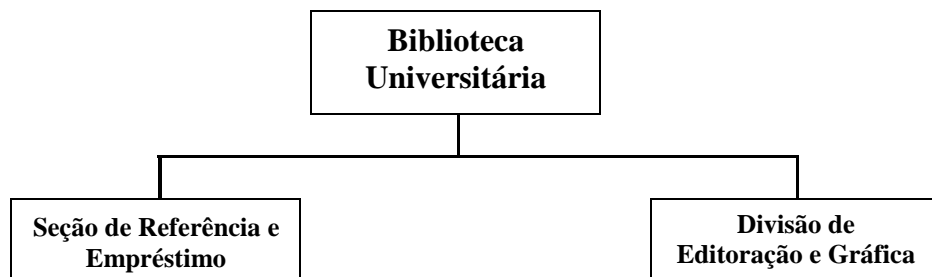 Biblioteca
Universitária
Seção de Referência e
Empréstimo
Divisão de
Editoração e Gráfica